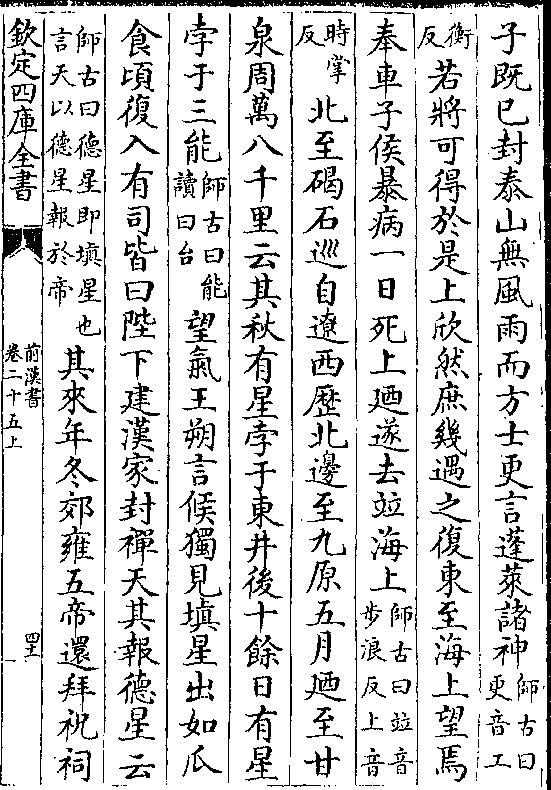 子既已封泰山無風雨而方士更言蓬萊諸神師古曰更音工
衡反若將可得於是上欣然庶幾遇之復東至海上望焉
奉車子侯暴病一日死上廼遂去竝海上師古曰竝音步浪反上音
時掌反北至碣石巡自遼西歷北邊至九原五月廼至甘
泉周萬八千里云其秋有星孛于東井後十餘日有星
孛于三能師古曰能讀曰台望氣王朔言候獨見塡星出如瓜
食頃復入有司皆曰陛下建漢家封禪天其報德星云
師古曰德星即塡星也言天以德星報於帝其來年冬郊雍五帝還拜祝祠
欽定四庫全書
前漢書
卷二十五上